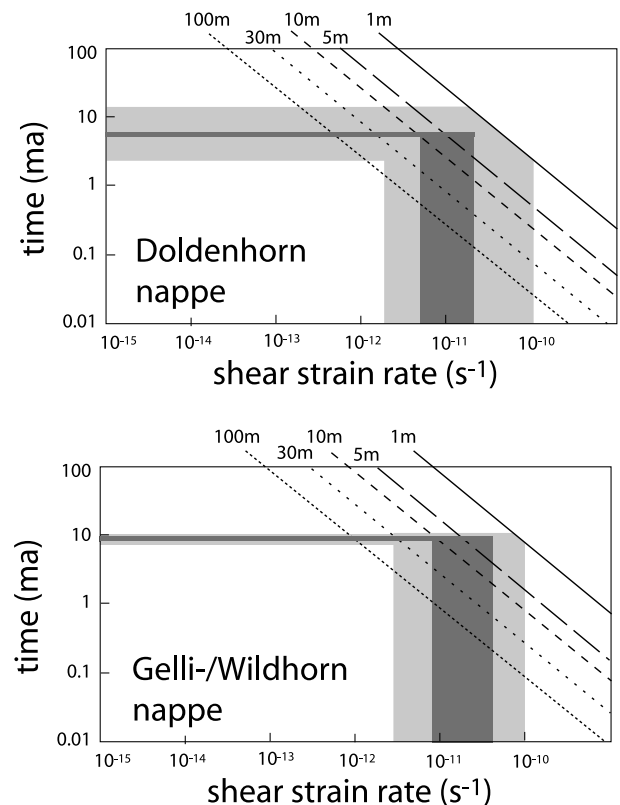 100m 10m 1m
30m 5m
100
10
1
0.1
0.01
time (ma)
Doldenhorn
nappe
10-15 10-14 10-13 10-12 10-11 10-10
shear strain rate (s-1)
100m 10m 1m
30m 5m
100
10
1
0.1
0.01
time (ma)
Gelli-/Wildhorn
nappe
10-15 10-14 10-13 10-12 10-11 10-10
shear strain rate (s-1)